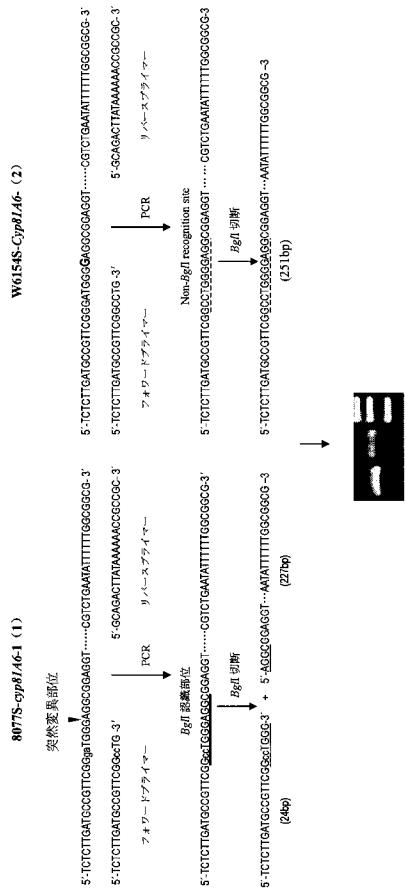 8077S-cyp81A6-1（1）
突然変異部位
5´-TCTCTTGATGCCGTTCGGgaTGGGAGGCGGAGGT······CGTCTGAATATTTTTTGGCGGCG-3´
5´-TCTCTTGATGCCGTTCGGccTG-3´
5´-GCAGACTTATAAAAAACCGCCGC-3´
フォワードプライマー
リバースプライマー
PCR
BglI 認識部位
5´-TCTCTTGATGCCGTTCGGccTGGGAGGCGGAGGT······CGTCTGAATATTTTTTGGCGGCG-3´
BglI 切断
5´-TCTCTTGATGCCGTTCGGccTGGG-3´ + 5´-AGGCGGAGGT···AATATTTTTTGGCGGCG-3
(24bp)
(227bp)
W6154S-Cyp81A6-（2）
5´-TCTCTTGATGCCGTTCGGGATGGGGAGGCGGAGGT······CGTCTGAATATTTTTTGGCGGCG-3´
5´-TCTCTTGATGCCGTTCGGCCTG-3´
5´-GCAGACTTATAAAAAACCGCCGC-3´
フォワードプライマー
リバースプライマー
PCR
Non-BglI recognition site
5´-TCTCTTGATGCCGTTCGGCCTGGGGAGGCGGAGGT······CGTCTGAATATTTTTTGGCGGCG-3´
BglI 切断
5´-TCTCTTGATGCCGTTCGGCCTGGGGAGGCGGAGGT···AATATTTTTTGGCGGCG-3
(251bp)